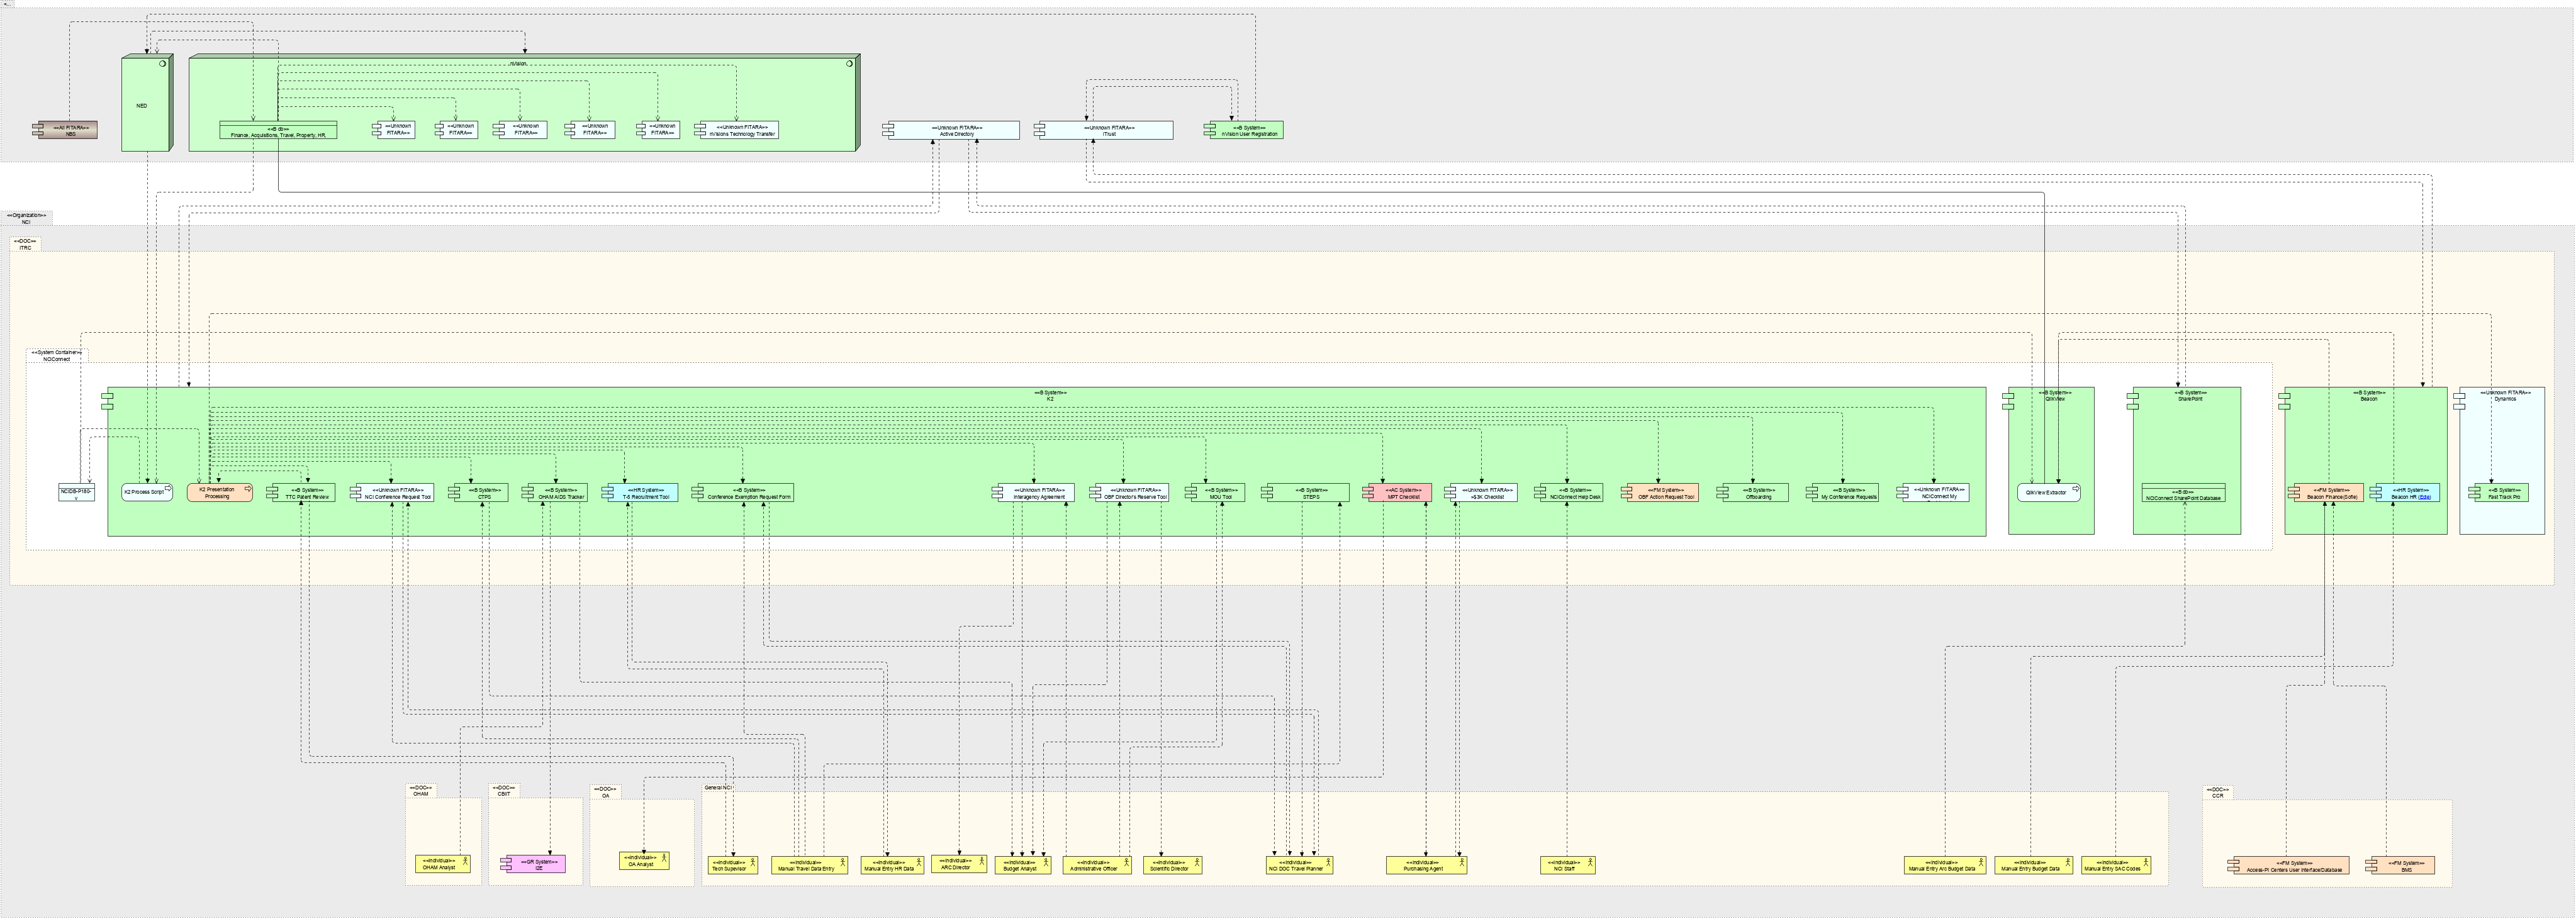 nVision
NED
<<All FITARA>>
NBS
<<B db>>
Finance, Acquisitions, Travel, Property, HR,
<<Unknown
FITARA>>
<<Unknown
FITARA>>
<<Unknown
FITARA>>
<<Unknown
FITARA>>
<<Unknown
FITARA>>
<<Unknown FITARA>>
nVisions Technology Transfer
<<Unknown FITARA>>
Active Directory
<<Unknown FITARA>>
iTrust
<<B System>>
nVision User Registration
<<Organization>>
NCI
<<DOC>>
ITRC
<<System Container>>
NCIConnect
<<B System>>
K2
<<B System>>
QlikView
<<B System>>
SharePoint
<<B System>>
Beacon
<<Unknown FITARA>>
Dynamics
NCIDB-P180-
V
K2 Process Script
K2 Presentation
Processing
<<B System>>
TTC Patent Review
<<Unknown FITARA>>
NCI Conference Request Tool
<<B System>>
CTPS
<<B System>>
OHAM AIDS Tracker
<<HR System>>
T-5 Recruitment Tool
<<B System>>
Conference Exemption Request Form
<<Unknown FITARA>>
Interagency Agreement
<<Unknown FITARA>>
OBF Director's Reserve Tool
<<B System>>
MOU Tool
<<B System>>
STEPS
<<AC System>>
MPT Checklist
<<Unknown FITARA>>
>$3K Checklist
<<B System>>
NCIConnect Help Desk
<<FM System>>
OBF Action Request Tool
<<B System>>
Offboarding
<<B System>>
My Conference Requests
<<Unknown FITARA>>
NCIConnect My
QlikView Extractor
<<B db>>
NCIConnect SharePoint Database
<<FM System>>
Beacon Finance(Sofie)
<<HR System>>
Beacon HR (Edie)
<<B System>>
Fast Track Pro
<<DOC>>
OHAM
<<DOC>>
CBIIT
<<DOC>>
OA
General NCI
<<DOC>>
CCR
<<Individual>>
OHAM Analyst
<<GR System>>
I2E
<<Individual>>
OA Analyst
<<Individual>>
Tech Supevisor
<<Individual>>
Manual Travel Data Entry
<<Individual>>
Manual Entry HR Data
<<Individual>>
ARC Director
<<Individual>>
Budget Analyst
<<Individual>>
Administrative Officer
<<Individual>>
Scientific Director
<<Individual>>
NCI DOC Travel Planner
<<Individual>>
Purchasing Agent
<<Individual>>
NCI Staff
<<Individual>>
Manual Entry Arc Budget Data
<<Individual>>
Manual Entry Budget Data
<<Individual>>
Manual Entry SAC Codes
<<FM System>>
Access-PI Centers User Interface/Database
<<FM System>>
BMS